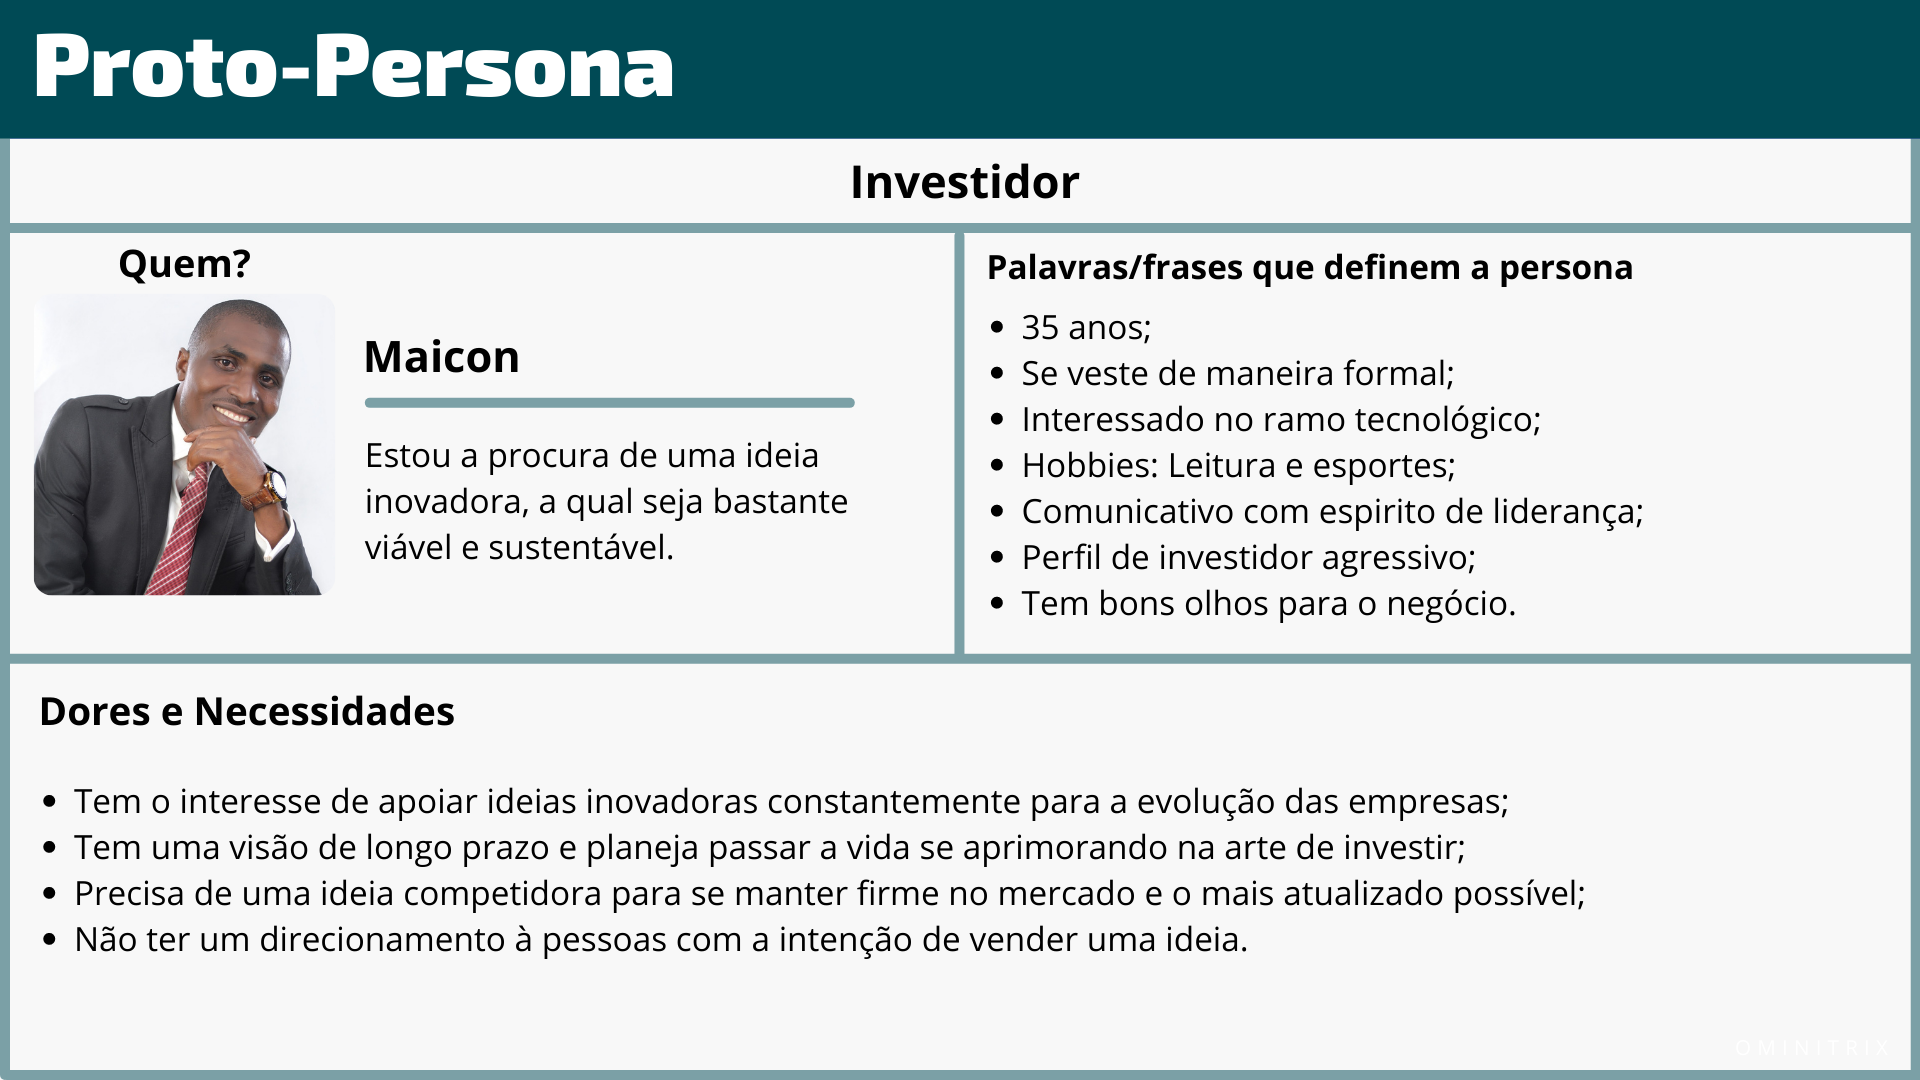 Proto-Persona
Investidor
Quem?
Maicon
Estou a procura de uma ideia
inovadora, a qual seja bastante
viável e sustentável.
Palavras/frases que definem a persona
• 35 anos;
• Se veste de maneira formal;
• Interessado no ramo tecnológico;
• Hobbies: Leitura e esportes;
• Comunicativo com espirito de liderança;
• Perfil de investidor agressivo;
• Tem bons olhos para o negócio.
Dores e Necessidades
• Tem o interesse de apoiar ideias inovadoras constantemente para a evolução das empresas;
• Tem uma visão de longo prazo e planeja passar a vida se aprimorando na arte de investir;
• Precisa de uma ideia competidora para se manter firme no mercado e o mais atualizado possível;
• Não ter um direcionamento à pessoas com a intenção de vender uma ideia.
OMINITRIX